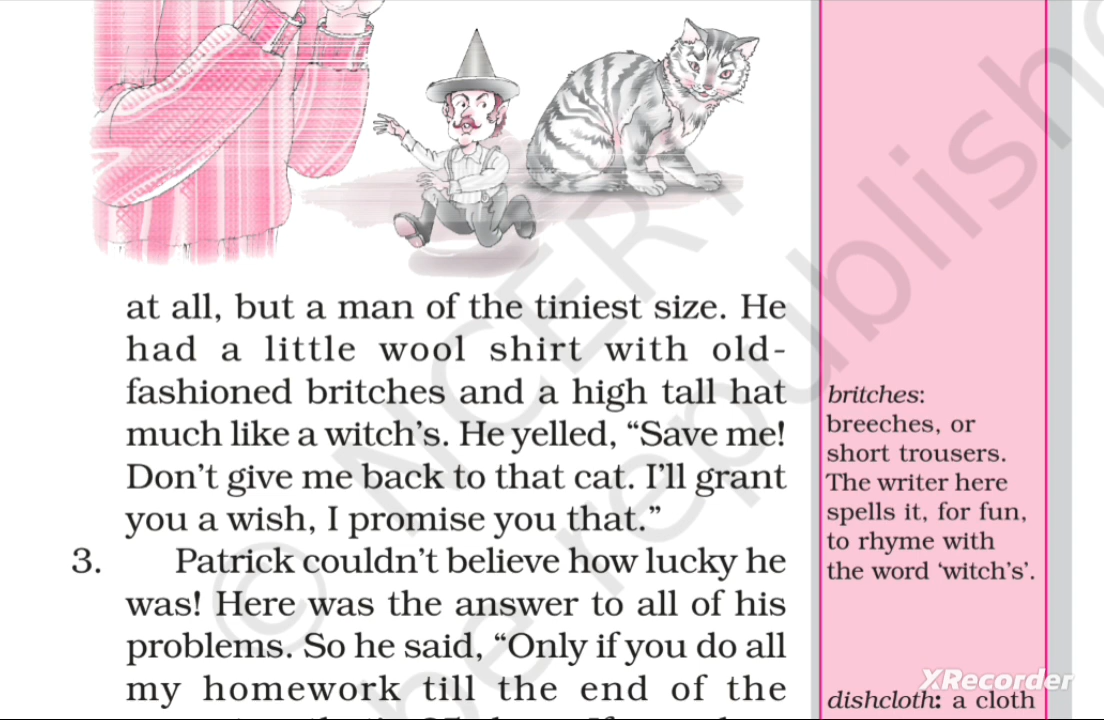 at all, but a man of the tiniest size. He
had a little wool shirt with old-
fashioned britches and a high tall hat
much like a witch's. He yelled, “Save me!
Don't give me back to that cat. I'll grant
you a wish, I promise you that.”
3. Patrick couldn't believe how lucky he
was! Here was the answer to all of his
problems. So he said, “Only if you do all
my homework till the end of the
britches:
breeches, or
short trousers.
The writer here
spells it, for fun,
to rhyme with
the word ‘witch's’.
dishcloth: a cloth
© NCERT
be republishe
XRecorder